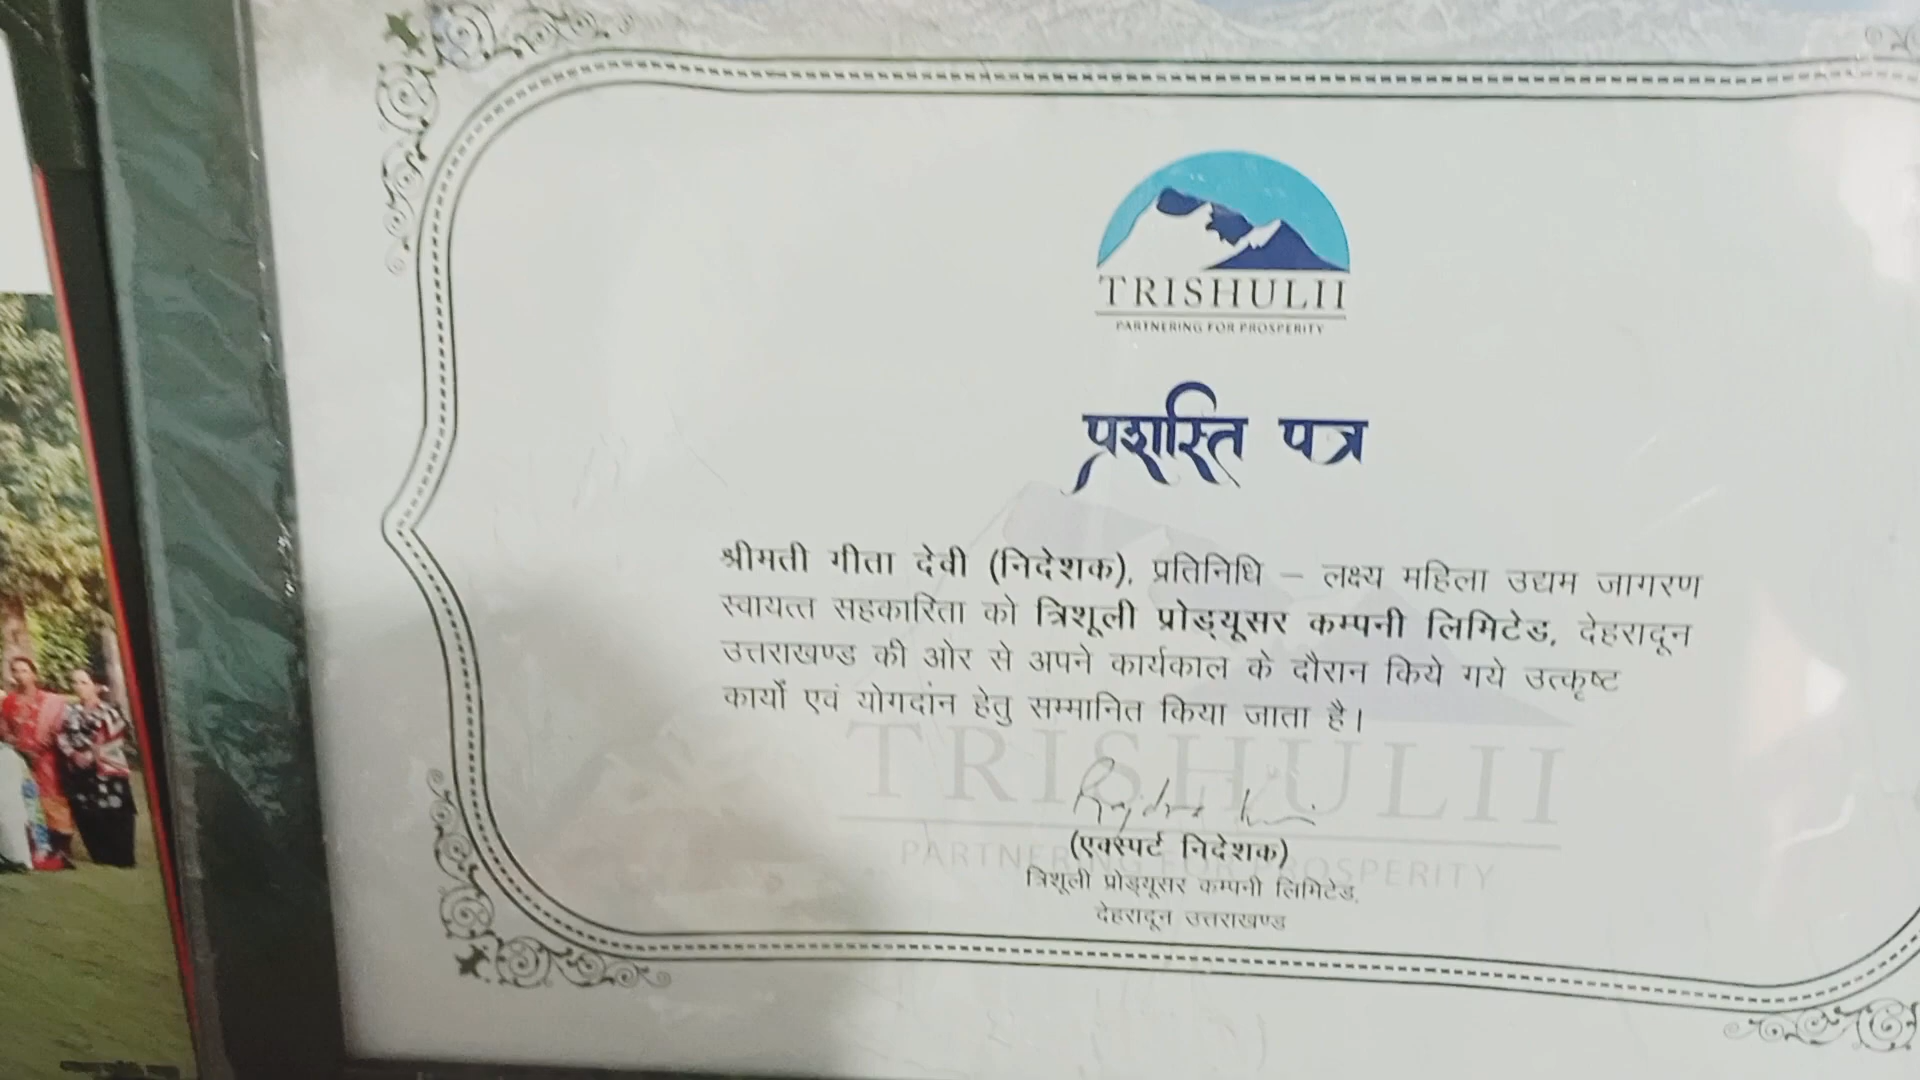 TRISHULII
PARTNERING FOR PROSPERITY
प्रशस्ति पत्र
श्रीमती गीता देवी (निदेशक), प्रतिनिधि – लक्ष्य महिला उद्यम जागरण
स्वायत्त सहकारिता को त्रिशूली प्रोड्यूसर कम्पनी लिमिटेड, देहरादून
उत्तराखण्ड की ओर से अपने कार्यकाल के दौरान किये गये उत्कृष्ट
कार्यों एवं योगदांन हेतु सम्मानित किया जाता है।
TRISHULII
PARTNERING FOR PROSPERITY
(एक्स्पर्ट निदेशक)
त्रिशूली प्रोड्यूसर कम्पनी लिमिटेड,
देहरादून उत्तराखण्ड